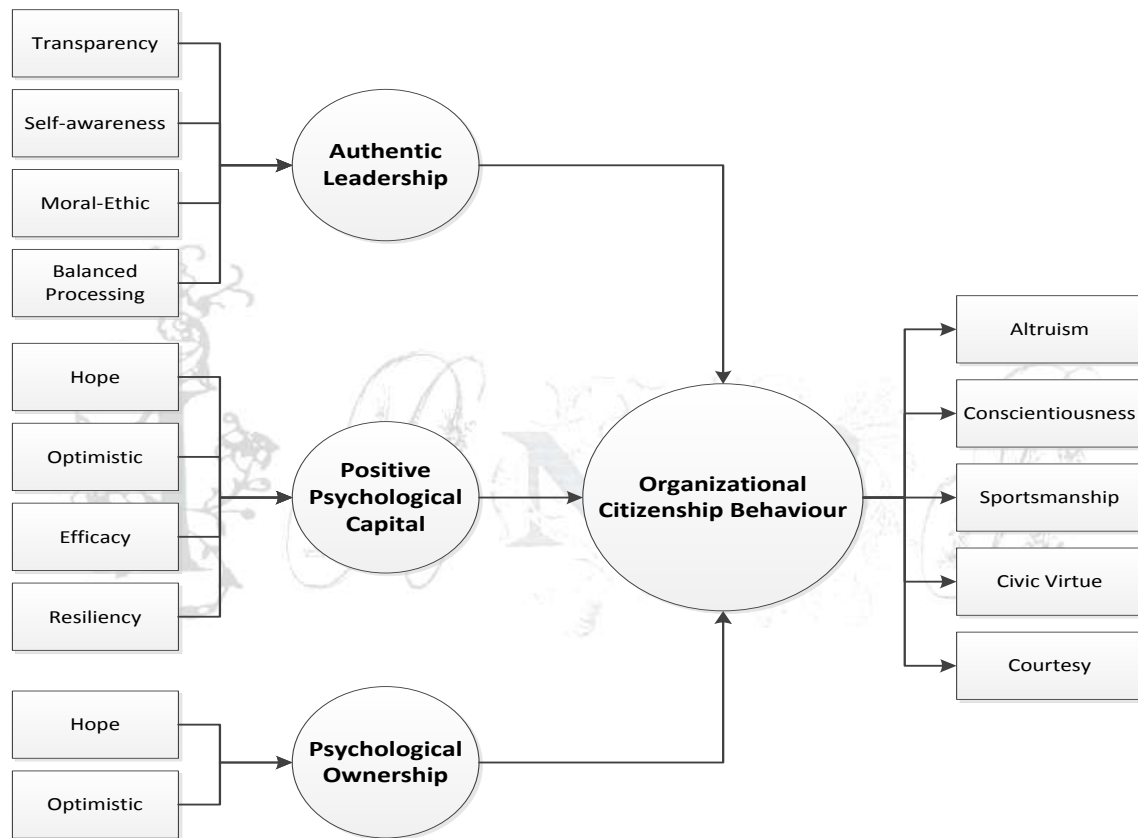 Transparency
Self-awareness
Moral-Ethic
Balanced
Processing
Authentic
Leadership
Hope
Optimistic
Efficacy
Resiliency
Positive
Psychological
Capital
Hope
Optimistic
Psychological
Ownership
Organizational
Citizenship Behaviour
Altruism
Conscientiousness
Sportsmanship
Civic Virtue
Courtesy